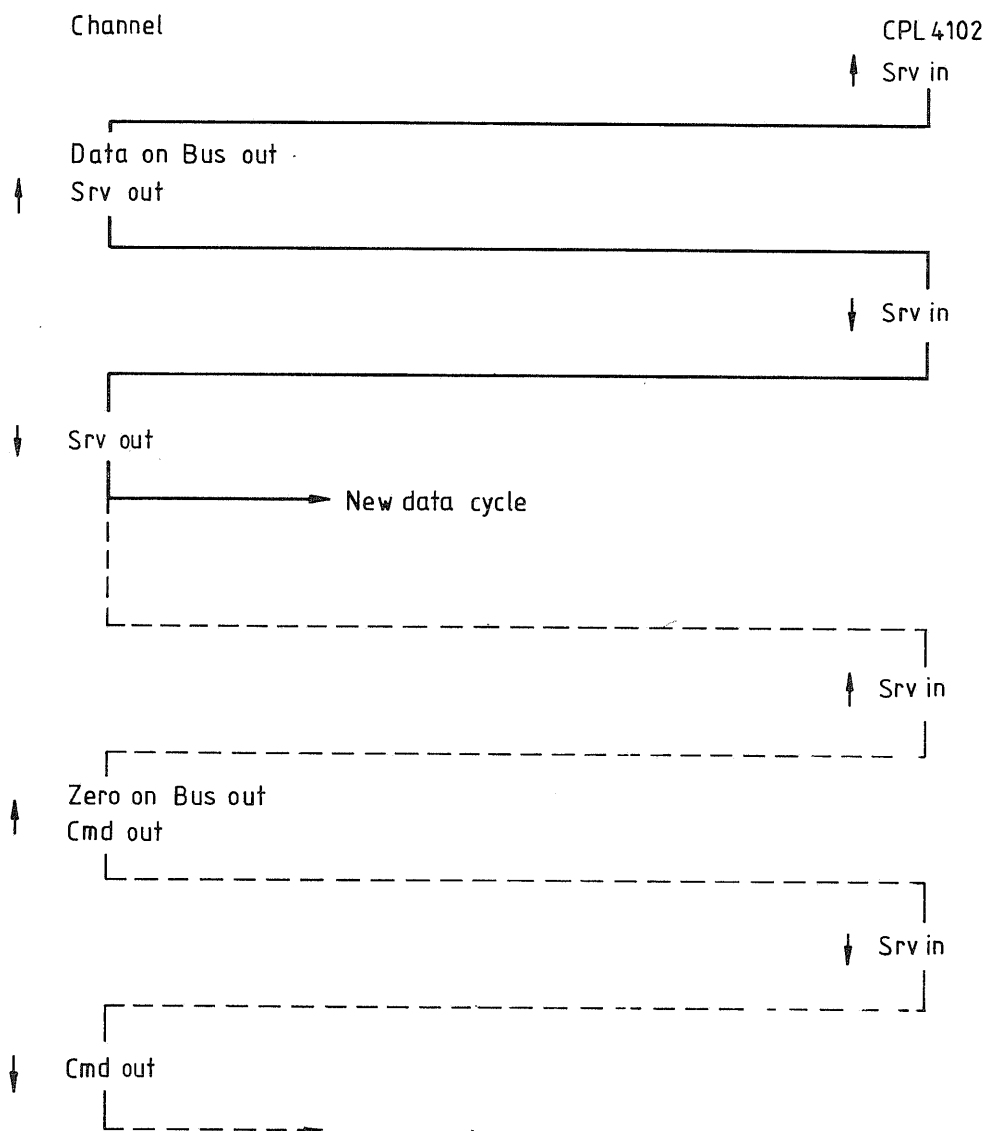 Channel
CPL 4102
↑ Srv in
Data on Bus out
↑ Srv out
↓ Srv in
↓ Srv out
New data cycle
↑ Srv in
Zero on Bus out
↑ Cmd out
↓ Srv in
↓ Cmd out